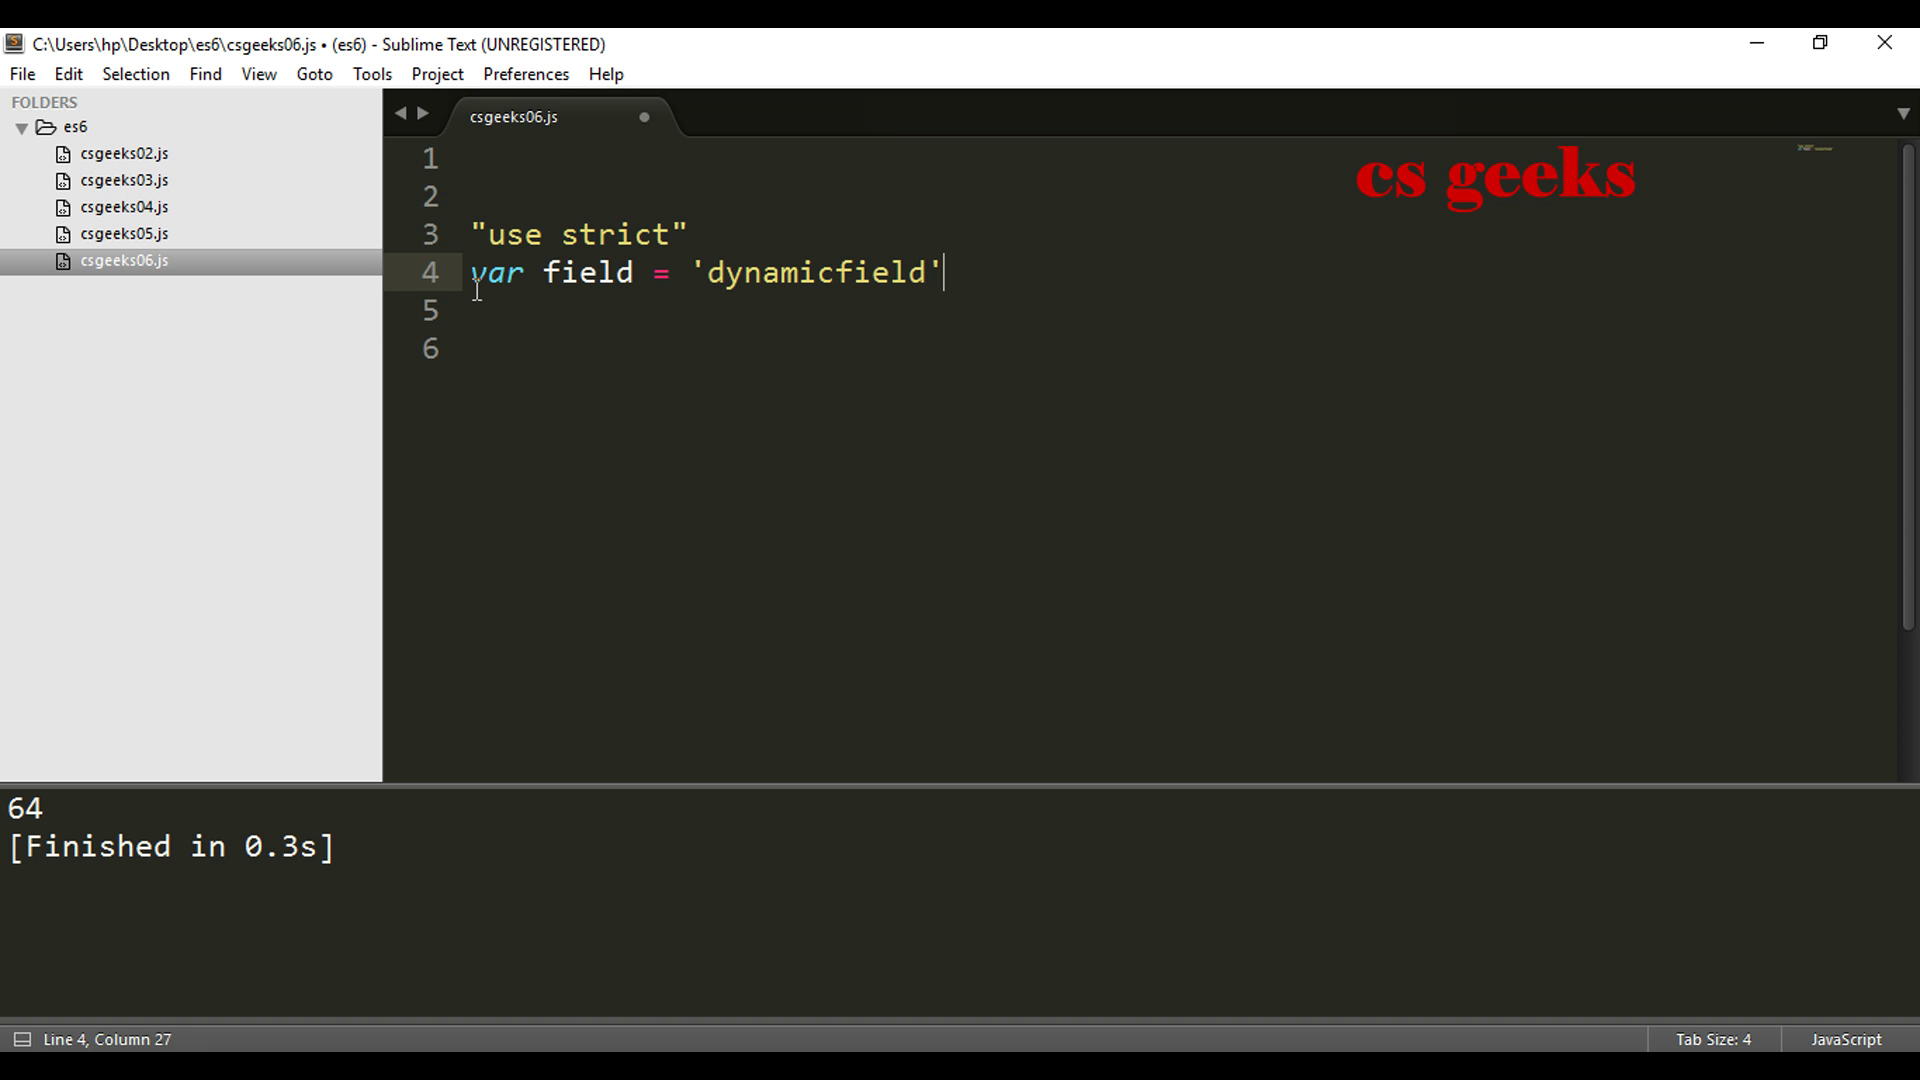 C:\Users\hp\Desktop\es6\csgeeks06.js • (es6) - Sublime Text (UNREGISTERED)
File Edit Selection Find View Goto Tools Project Preferences Help
FOLDERS
es6
csgeeks02.js
csgeeks03.js
csgeeks04.js
csgeeks05.js
csgeeks06.js
csgeeks06.js
cs geeks
1
2
3 "use strict"
4 var field = 'dynamicfield'
5
6
64
[Finished in 0.3s]
Line 4, Column 27
Tab Size: 4
JavaScript